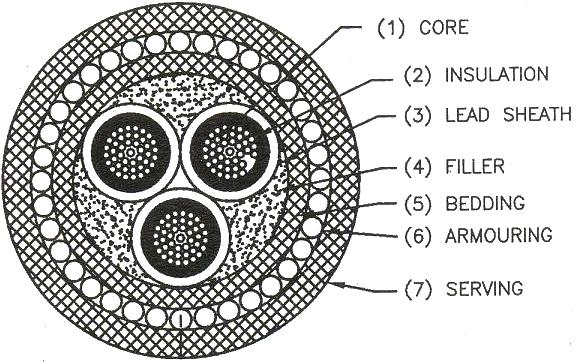 (1) CORE
(2) INSULATION
(3) LEAD SHEATH
(4) FILLER
(5) BEDDING
(6) ARMOURING
(7) SERVING